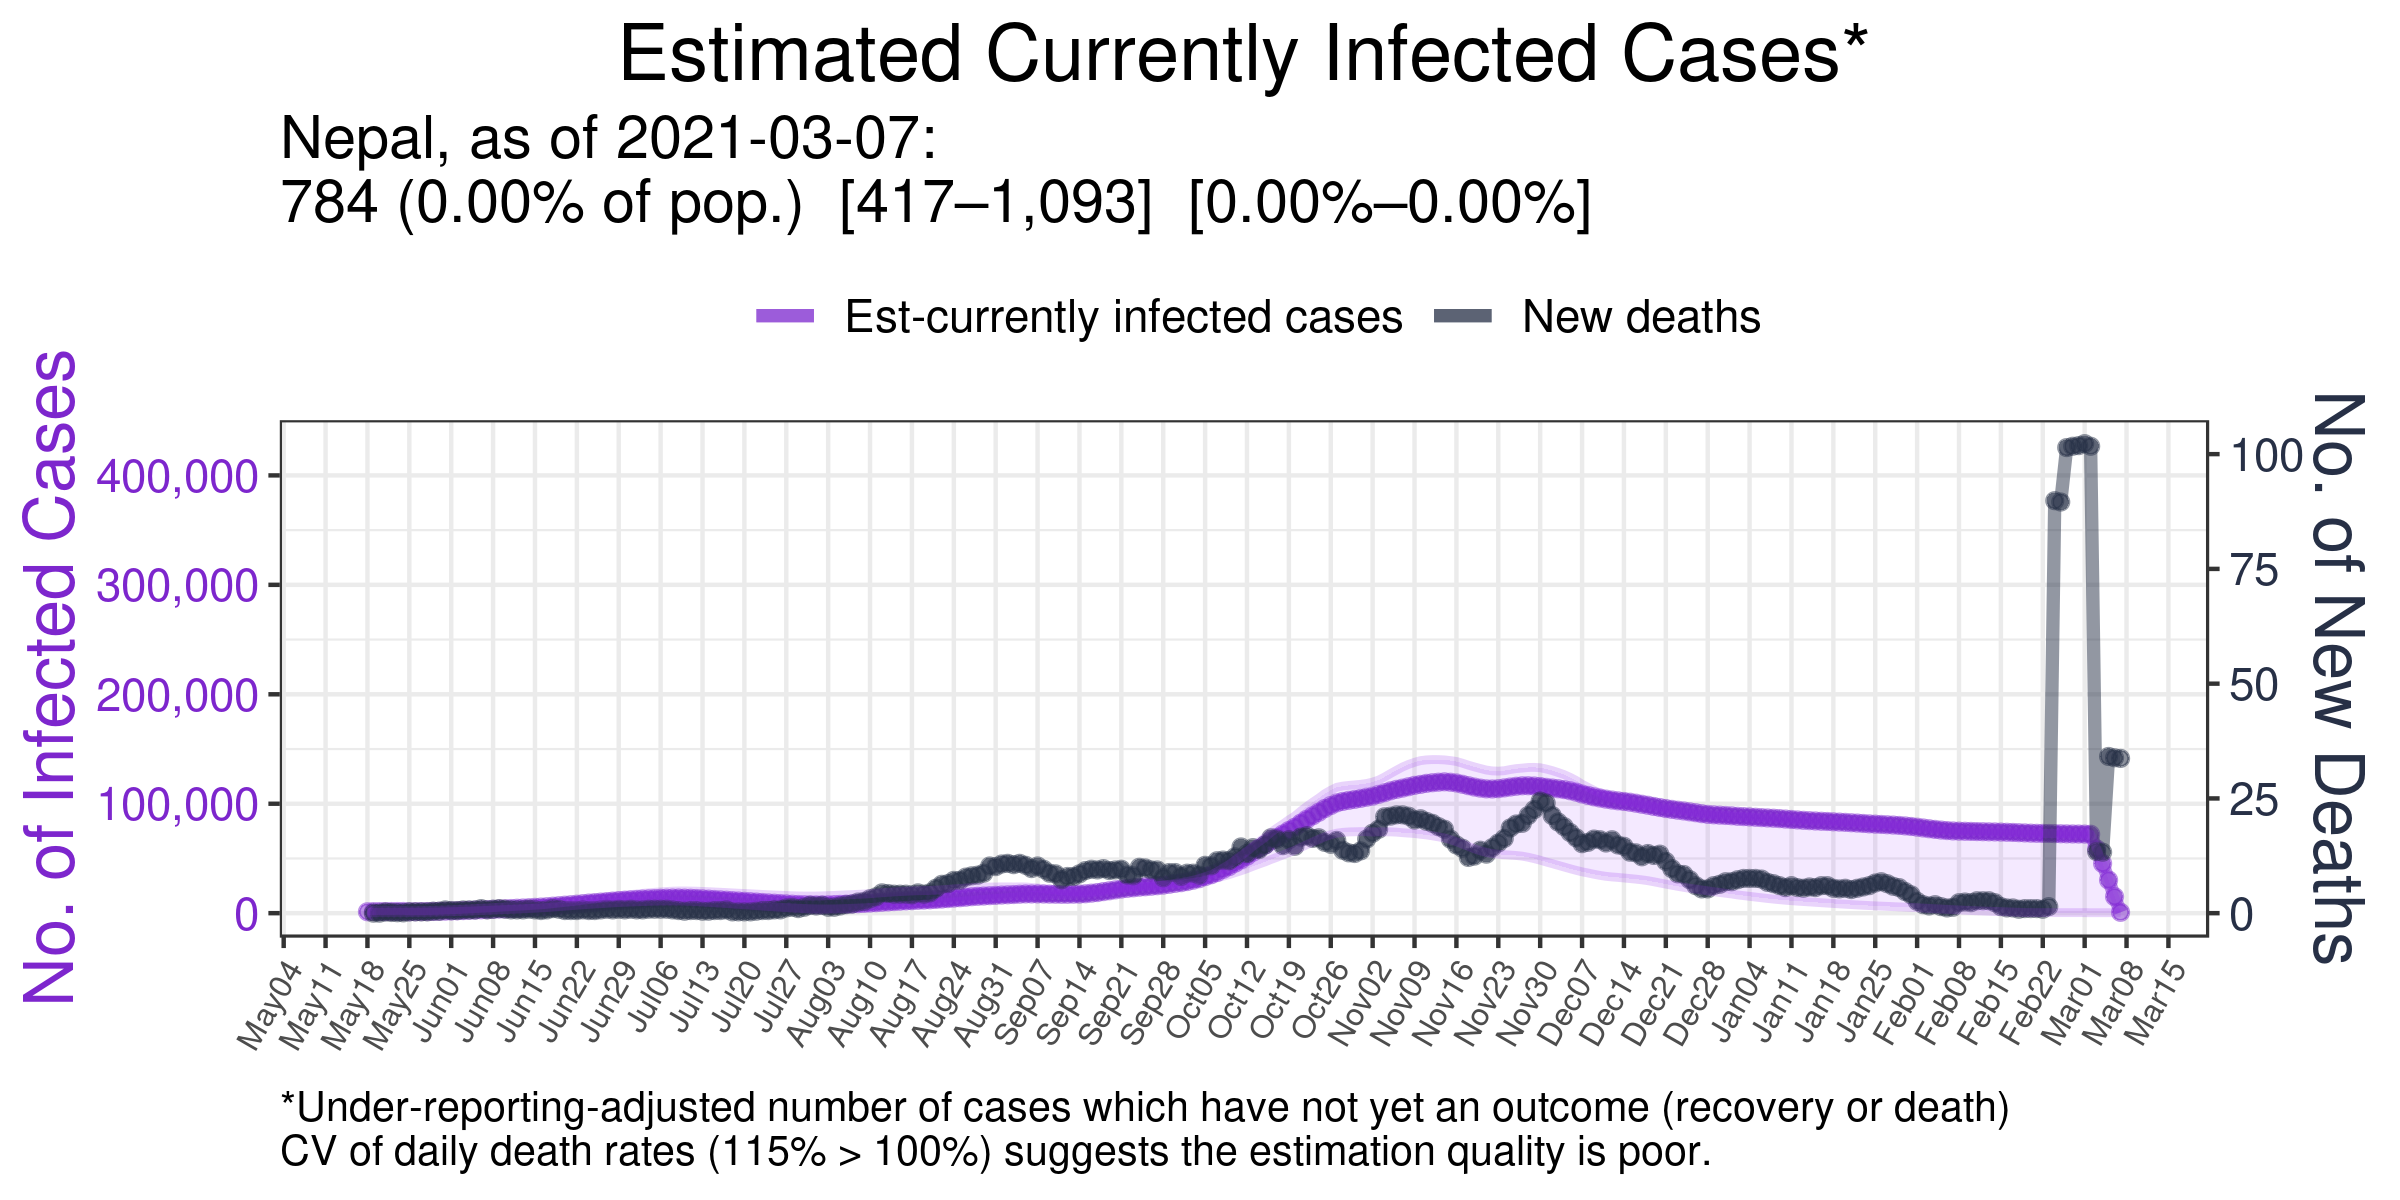 Estimated Currently Infected Cases*
Nepal, as of 2021-03-07:
784 (0.00% of pop.) [417–1,093] [0.00%–0.00%]
Est-currently infected cases New deaths
No. of Infected Cases
400,000
300,000
200,000
100,000
0
100
75
50
25
0
No. of New Deaths
May04 May11 May18 May25 Jun01 Jun08 Jun15 Jun22 Jun29 Jul06 Jul13 Jul20 Jul27 Aug03 Aug10 Aug17 Aug24 Aug31 Sep07 Sep14 Sep21 Sep28 Oct05 Oct12 Oct19 Oct26 Nov02 Nov09 Nov16 Nov23 Nov30 Dec07 Dec14 Dec21 Dec28 Jan04 Jan11 Jan18 Jan25 Feb01 Feb08 Feb15 Feb22 Mar01 Mar08 Mar15
*Under-reporting-adjusted number of cases which have not yet an outcome (recovery or death)
CV of daily death rates (115% > 100%) suggests the estimation quality is poor.